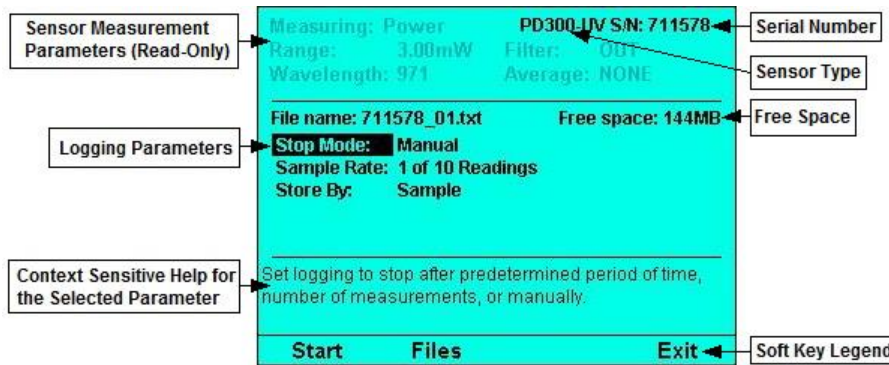 Sensor Measurement
Parameters (Read-Only)
Measuring: Power
PD300-UV S/N: 711578
Serial Number
Range: 3.00mW
Filter: OUT
Sensor Type
Wavelength: 971
Average: NONE
File name: 711578_01.txt
Free space: 144MB
Free Space
Logging Parameters
Stop Mode: Manual
Sample Rate: 1 of 10 Readings
Store By: Sample
Context Sensitive Help for
the Selected Parameter
Set logging to stop after predetermined period of time,
number of measurements, or manually.
Start Files Exit
Soft Key Legend